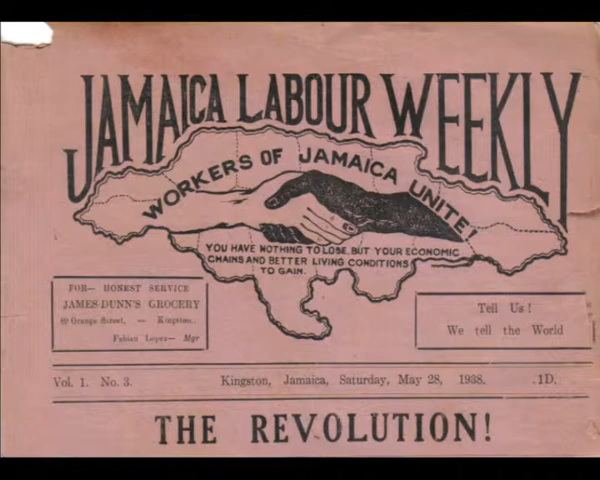 JAMAICA LABOUR WEEKLY
WORKERS OF JAMAICA UNITE!
YOU HAVE NOTHING TO LOSE, BUT YOUR ECONOMIC
CHAINS AND BETTER LIVING CONDITIONS
TO GAIN.
FOR— HONEST SERVICE
JAMES DUNN'S GROCERY
89 Orange Street, — Kingston.
Fabian Lopez— Mgr
Tell Us!
We tell the World
Vol. 1. No. 3. Kingston, Jamaica, Saturday, May 28, 1938. .1D.
THE REVOLUTION!